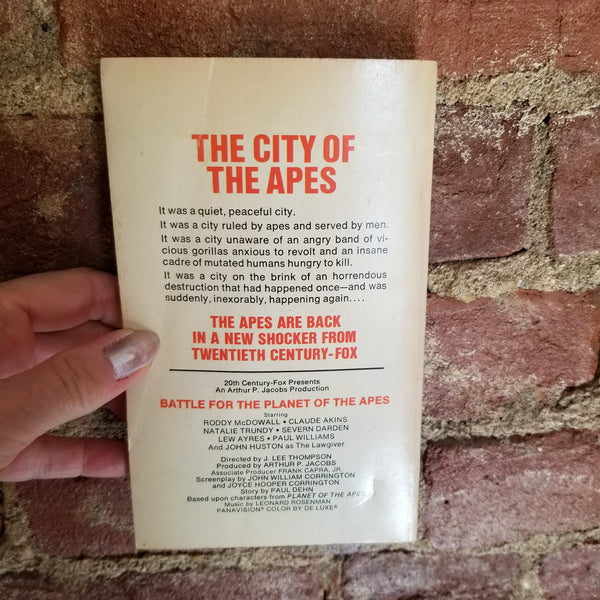 THE CITY OF
THE APES
It was a quiet, peaceful city.
It was a city ruled by apes and served by men.
It was a city unaware of an angry band of vi-
cious gorillas anxious to revolt and an insane
cadre of mutated humans hungry to kill.
It was a city on the brink of an horrendous
destruction that had happened once—and was
suddenly, inexorably, happening again....
THE APES ARE BACK
IN A NEW SHOCKER FROM
TWENTIETH CENTURY-FOX
20th Century-Fox Presents
An Arthur P. Jacobs Production
BATTLE FOR THE PLANET OF THE APES
Starring
RODDY McDOWALL • CLAUDE AKINS
NATALIE TRUNDY • SEVERN DARDEN
LEW AYRES • PAUL WILLIAMS
And JOHN HUSTON as The Lawgiver
Directed by J. LEE THOMPSON
Produced by ARTHUR P. JACOBS
Associate Producer FRANK CAPRA, JR.
Screenplay by JOHN WILLIAM CORRINGTON
and JOYCE HOOPER CORRINGTON
Story by PAUL DEHN
Based upon characters from PLANET OF THE APES
Music by LEONARD ROSENMAN
PANAVISION® COLOR BY DE LUXE®